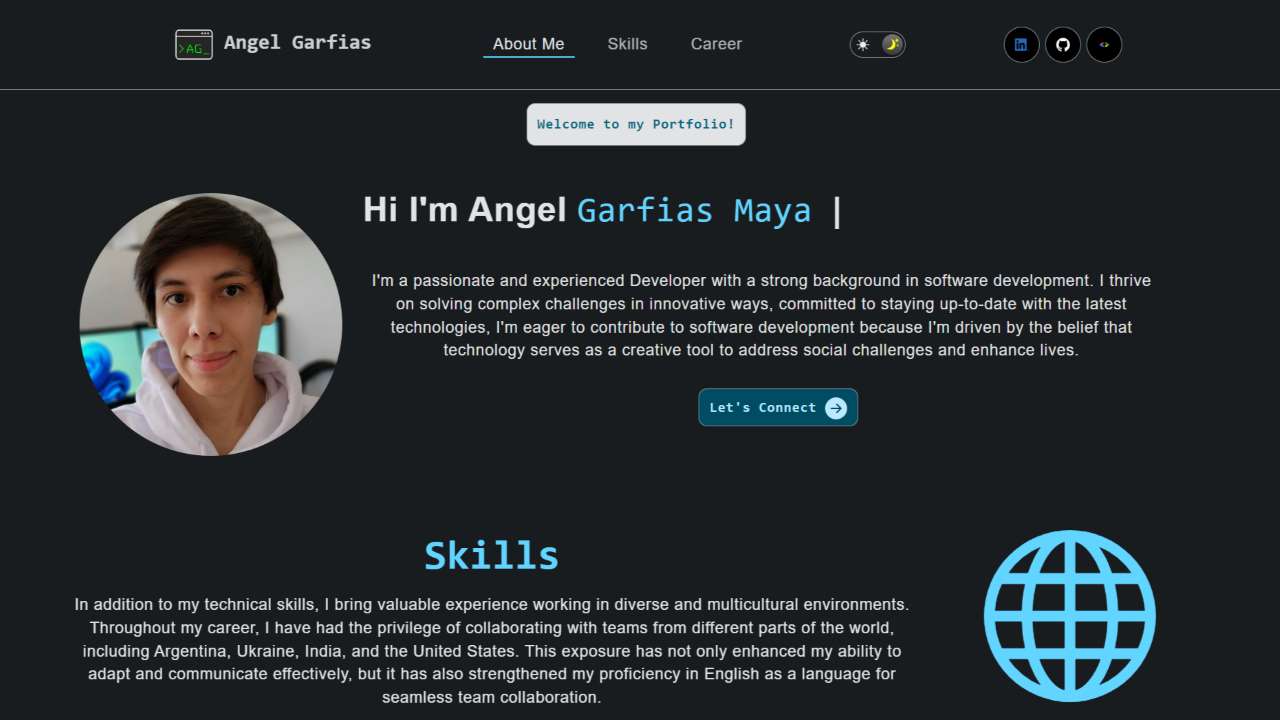 >AG_ Angel Garfias
About Me Skills Career
Welcome to my Portfolio!
Hi I'm Angel Garfias Maya |
I'm a passionate and experienced Developer with a strong background in software development. I thrive
on solving complex challenges in innovative ways, committed to staying up-to-date with the latest
technologies, I'm eager to contribute to software development because I'm driven by the belief that
technology serves as a creative tool to address social challenges and enhance lives.
Let's Connect
Skills
In addition to my technical skills, I bring valuable experience working in diverse and multicultural environments.
Throughout my career, I have had the privilege of collaborating with teams from different parts of the world,
including Argentina, Ukraine, India, and the United States. This exposure has not only enhanced my ability to
adapt and communicate effectively, but it has also strengthened my proficiency in English as a language for
seamless team collaboration.